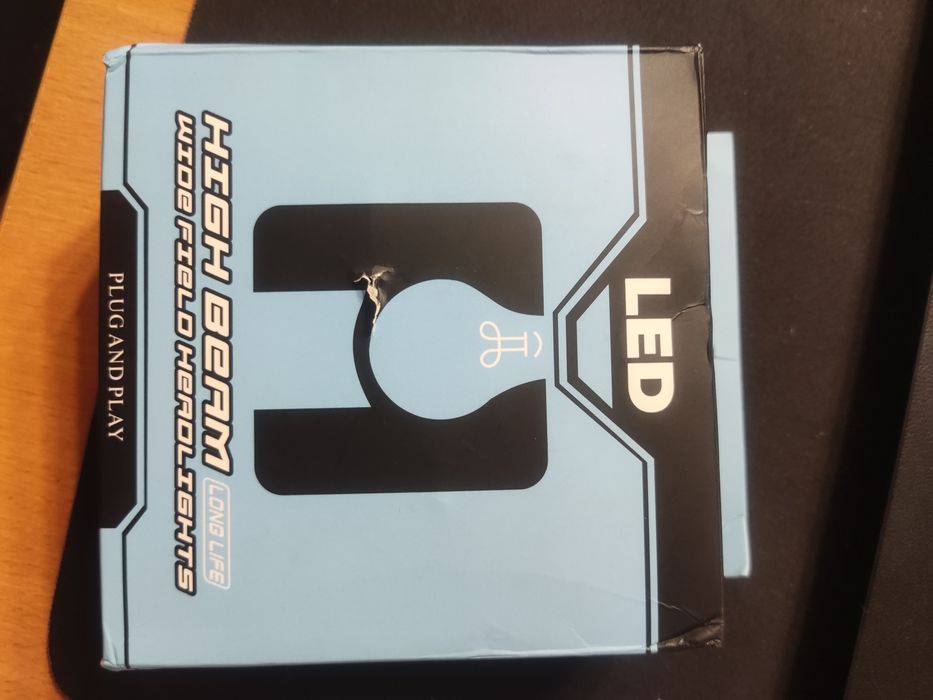 LED
HIGH BEAM LONG LIFE
WIDE FIELD HEADLIGHTS
PLUG AND PLAY